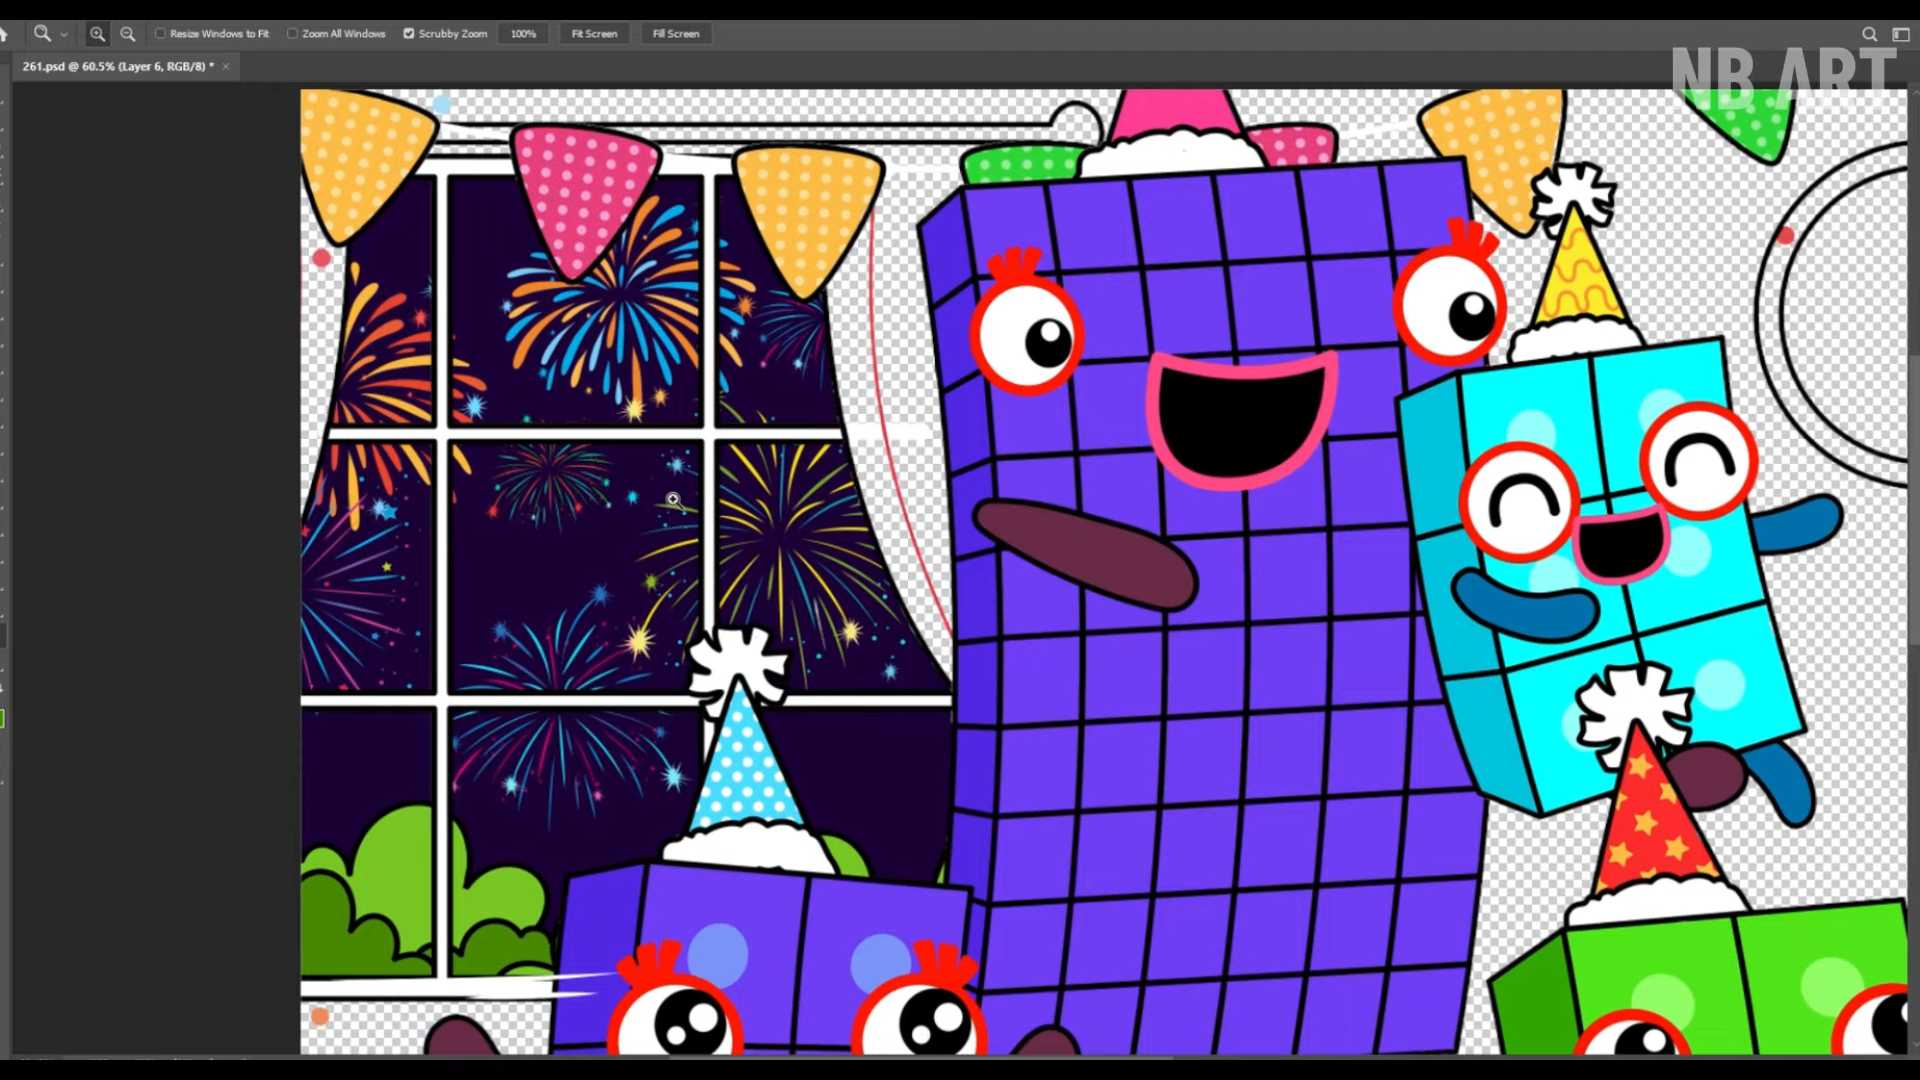 Resize Windows to Fit
Zoom All Windows
Scrubby Zoom
100%
Fit Screen
Fill Screen
261.psd @ 60.5% (Layer 6, RGB/8) *
NB ART